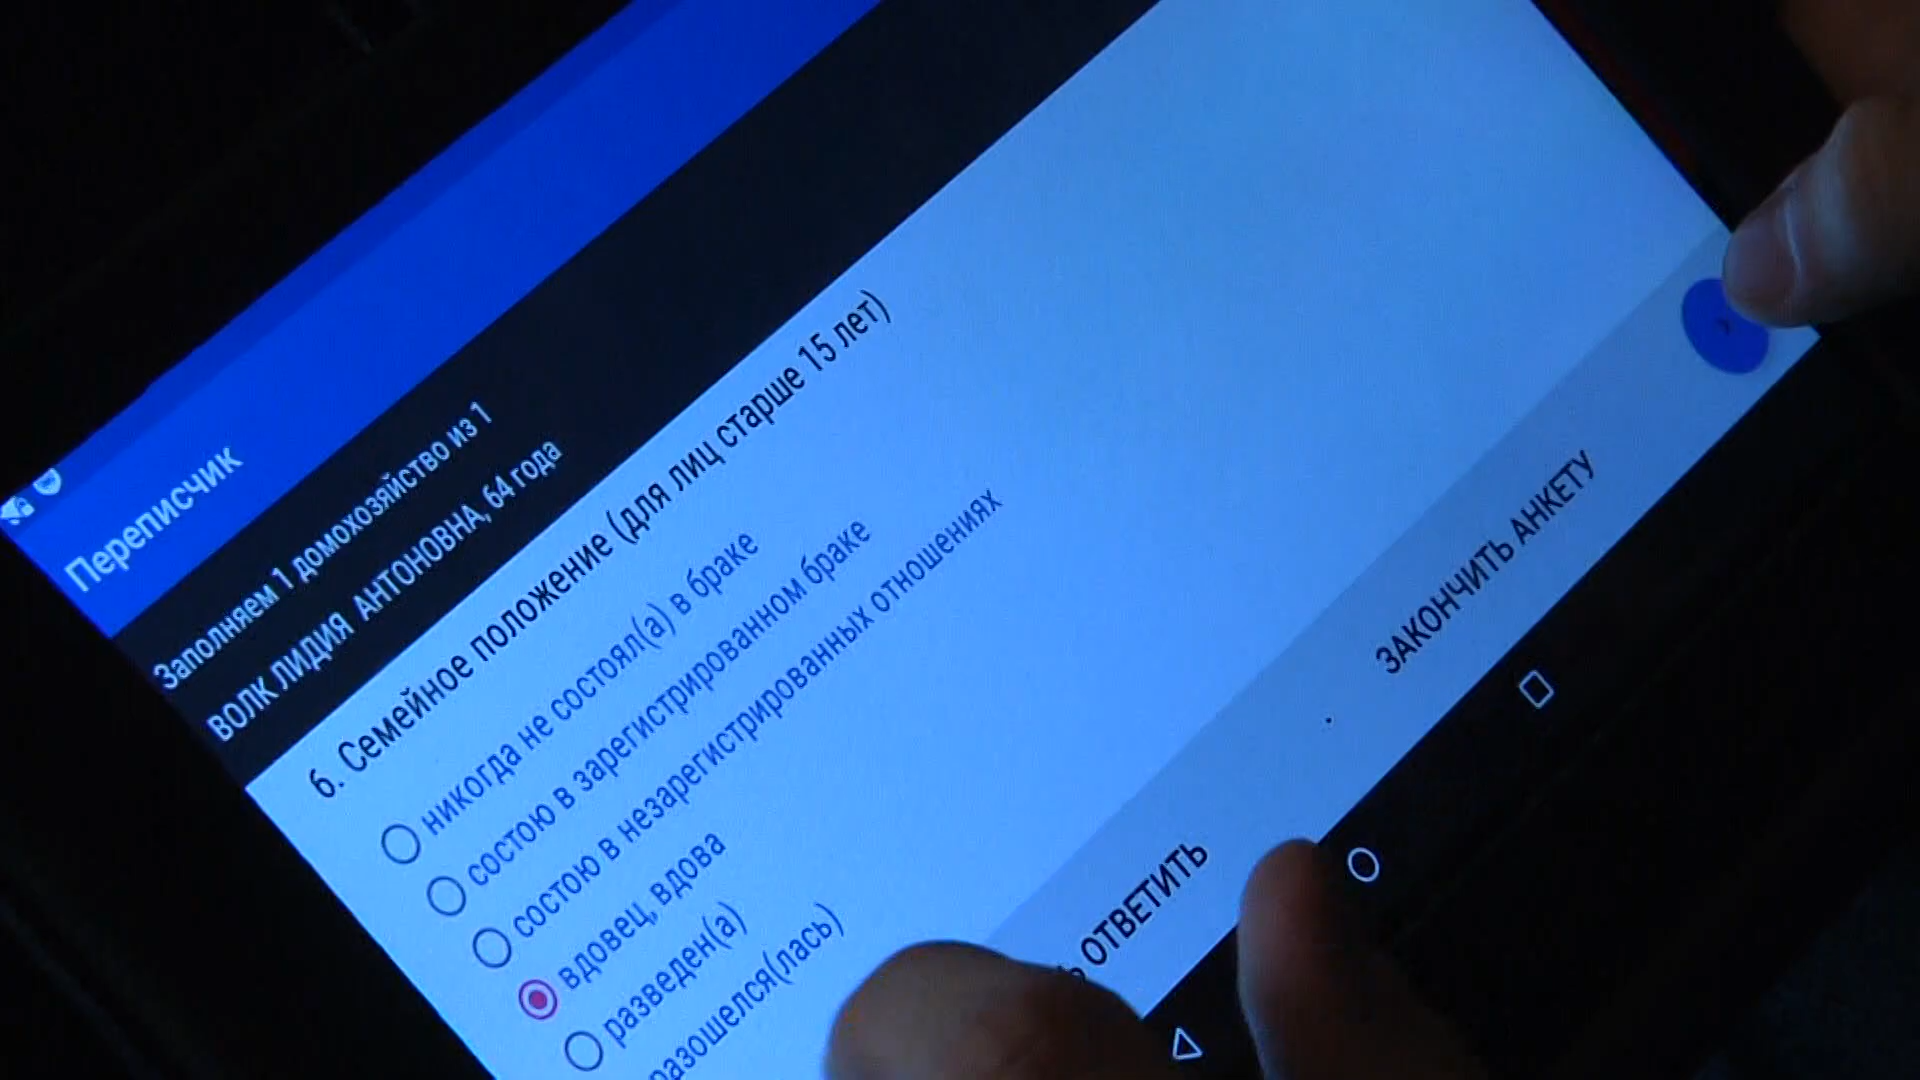 Переписчик
Заполняем 1 домохозяйство из 1
ВОЛК ЛИДИЯ АНТОНОВНА, 64 года
6. Семейное положение (для лиц старше 15 лет)
никогда не состоял(а) в браке
состою в зарегистрированном браке
состою в незарегистрированных отношениях
вдовец, вдова
разведен(а)
разошелся(лась)
ОТВЕТИТЬ
ЗАКОНЧИТЬ АНКЕТУ